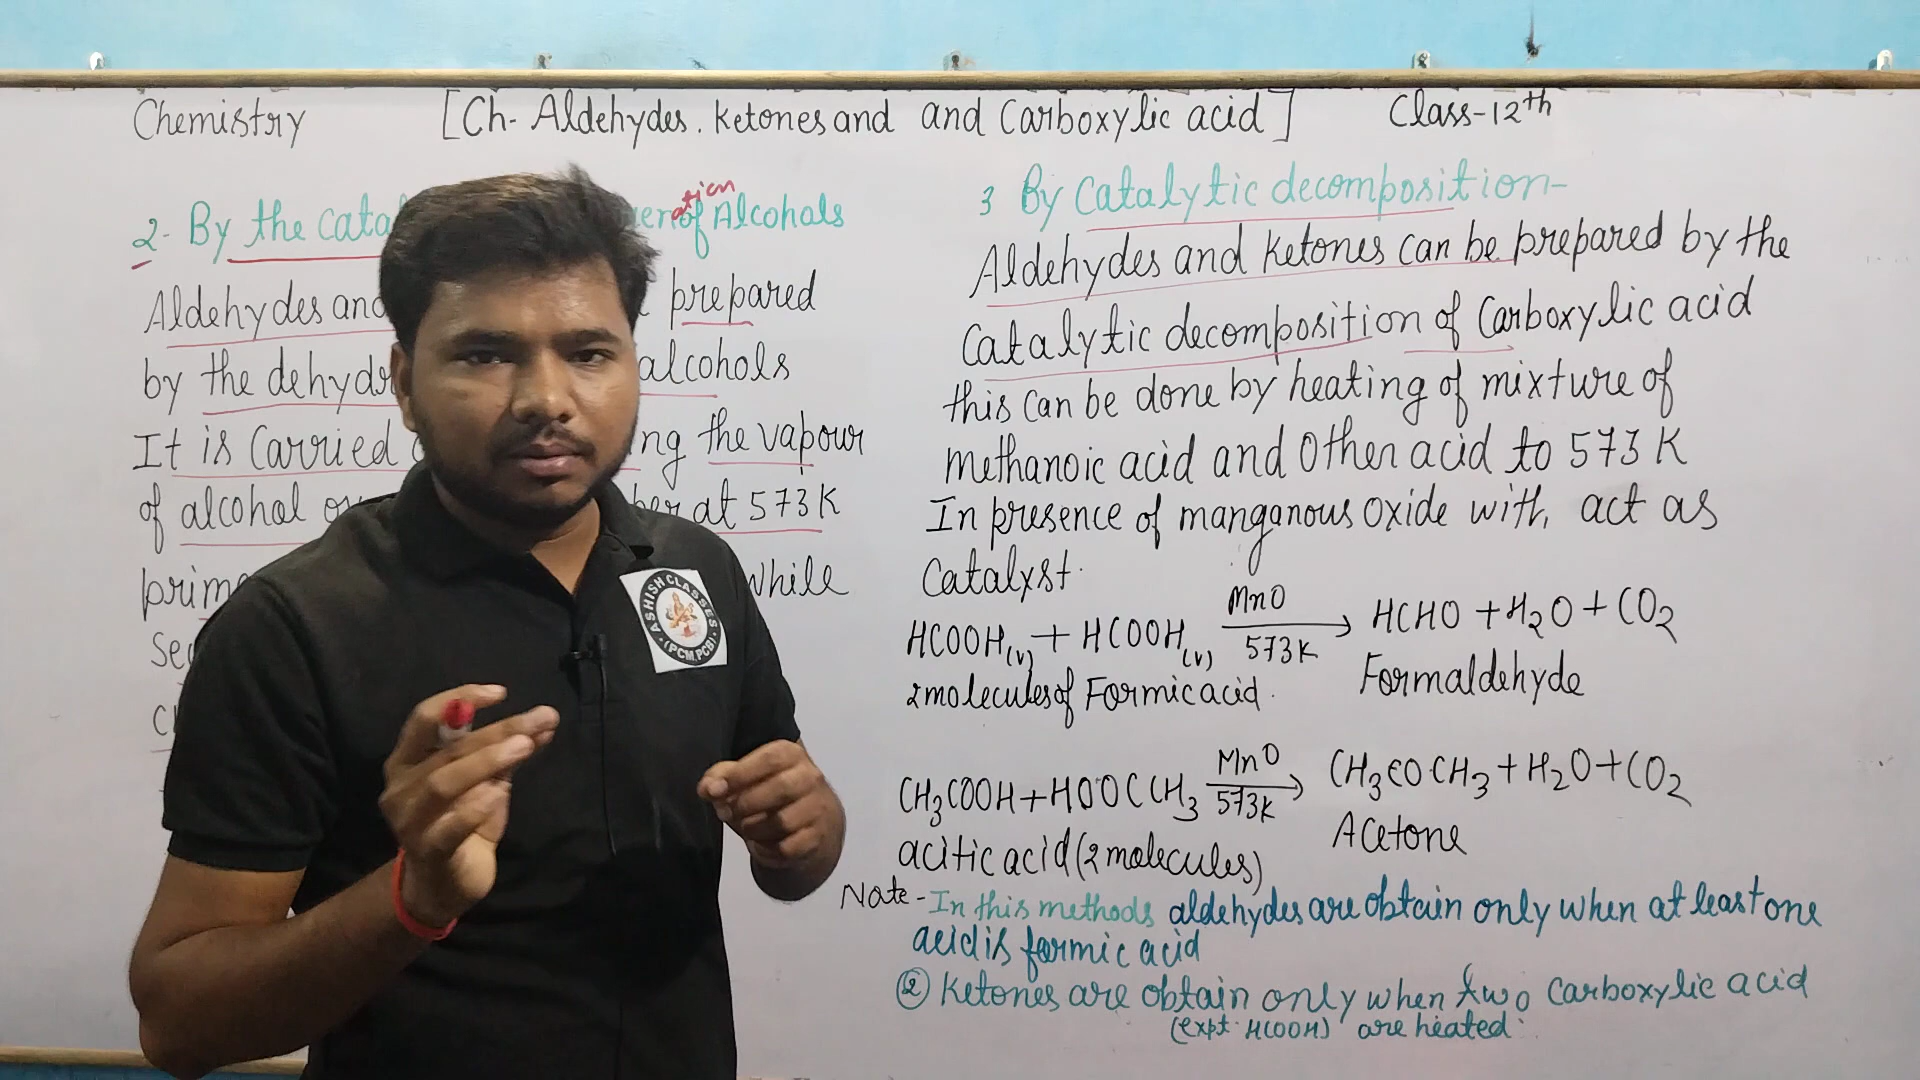 Chemistry [Ch- Aldehydes. ketones and and Carboxylic acid] Class-12th
2- By the cata of Alcohals
ation
Aldehydes and prepared
by the dehydr alcohols
It is Carried ng the vapour
of alcohol at 573K
prim while
Sec
3 By Catalytic decomposition-
Aldehydes and ketones can be prepared by the
Catalytic decomposition of Carboxylic acid
this can be done by heating of mixture of
methanoic acid and Other acid to 573 K
In presence of manganous oxide with, act as
Catalyst.
HCOOH(v) + HCOOH(v) MnO 573K → HCHO + H2O + CO2
2 molecules of Formic acid. Formaldehyde
CH3COOH + HOOCCH3 MnO 573K → CH3COCH3 + H2O + CO2
acitic acid (2 molecules) Acetone
Note - In this methods aldehydes are obtain only when at least one
acid is formic acid
② Ketones are obtain only when two Carboxylic acid
(expt. HCOOH) are heated.
ASHISH CLASSES
(PCM, PCB)